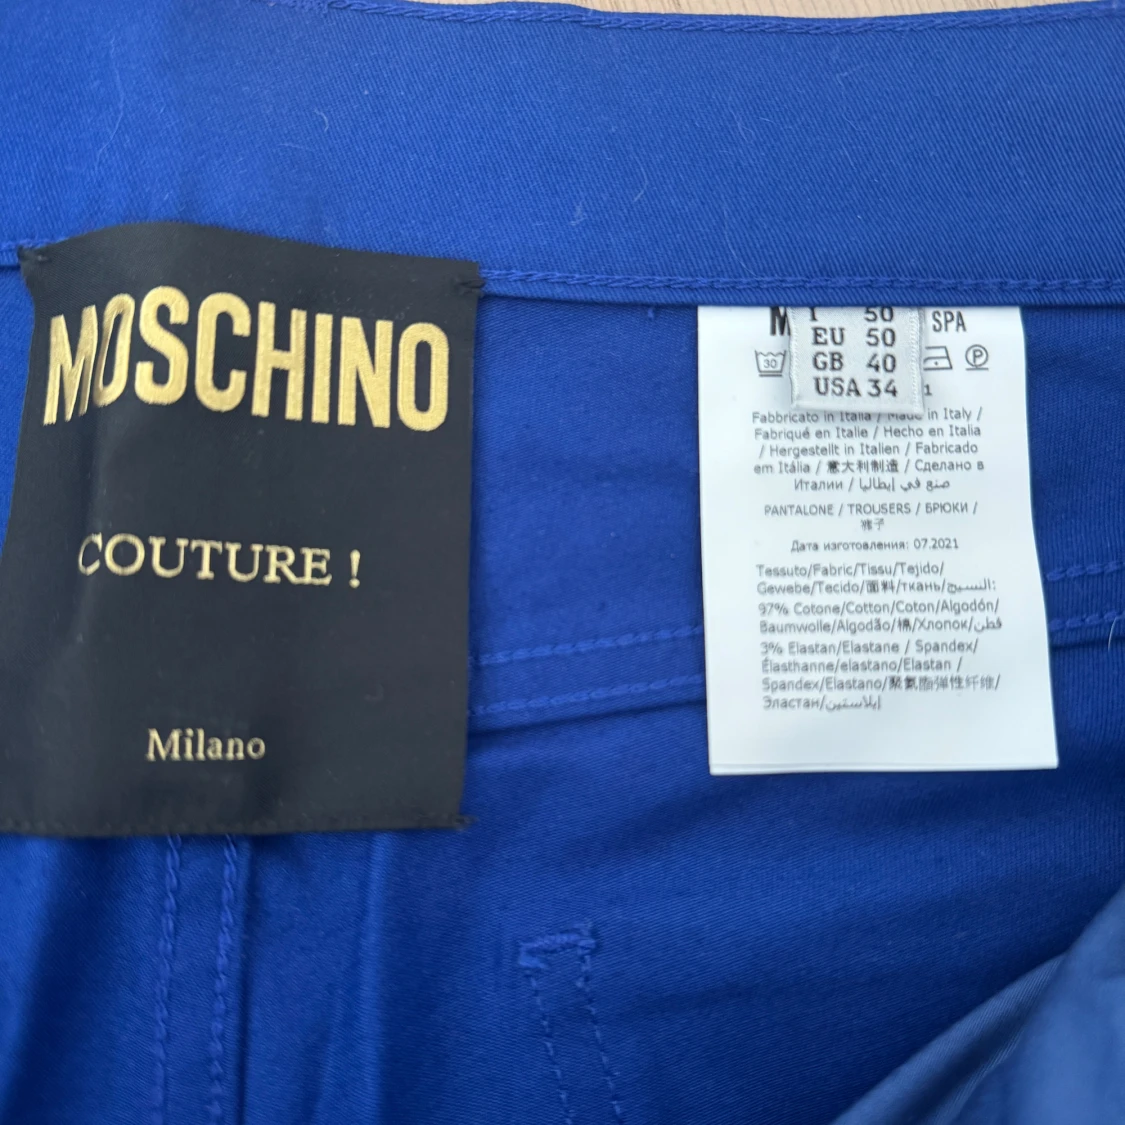 MOSCHINO
COUTURE !
Milano
I 50
EU 50
GB 40
USA 34
M
SPA
30
P
1
Fabbricato in Italia / Made in Italy /
Fabriqué en Italie / Hecho en Italia
/ Hergestellt in Italien / Fabricado
em Itália / 意大利制造 / Сделано в
Италии / صنع في إيطاليا
PANTALONE / TROUSERS / БРЮКИ /
裤子
Дата изготовления: 07.2021
Tessuto/Fabric/Tissu/Tejido/
Gewebe/Tecido/面料/ткань/النسيج:
97% Cotone/Cotton/Coton/Algodón/
Baumwolle/Algodão/棉/Хлопок/قطن
3% Elastan/Elastane / Spandex/
Élasthanne/elastano/Elastan /
Spandex/Elastano/聚氨酯弹性纤维/
Эластан/إيلاستين